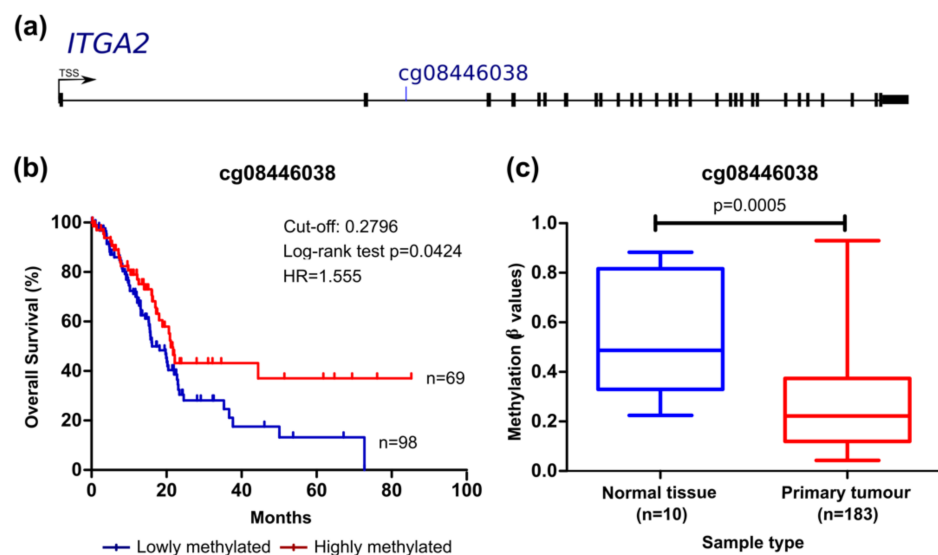 (a)
ITGA2
TSS
cg08446038
(b)
cg08446038
Cut-off: 0.2796
Log-rank test p=0.0424
HR=1.555
Overall Survival (%)
100
80
60
40
20
0
n=69
n=98
0 20 40 60 80 100
Months
Lowly methylated Highly methylated
(c)
cg08446038
p=0.0005
Methylation (β values)
1.0
0.8
0.6
0.4
0.2
0.0
Normal tissue Primary tumour
(n=10) (n=183)
Sample type